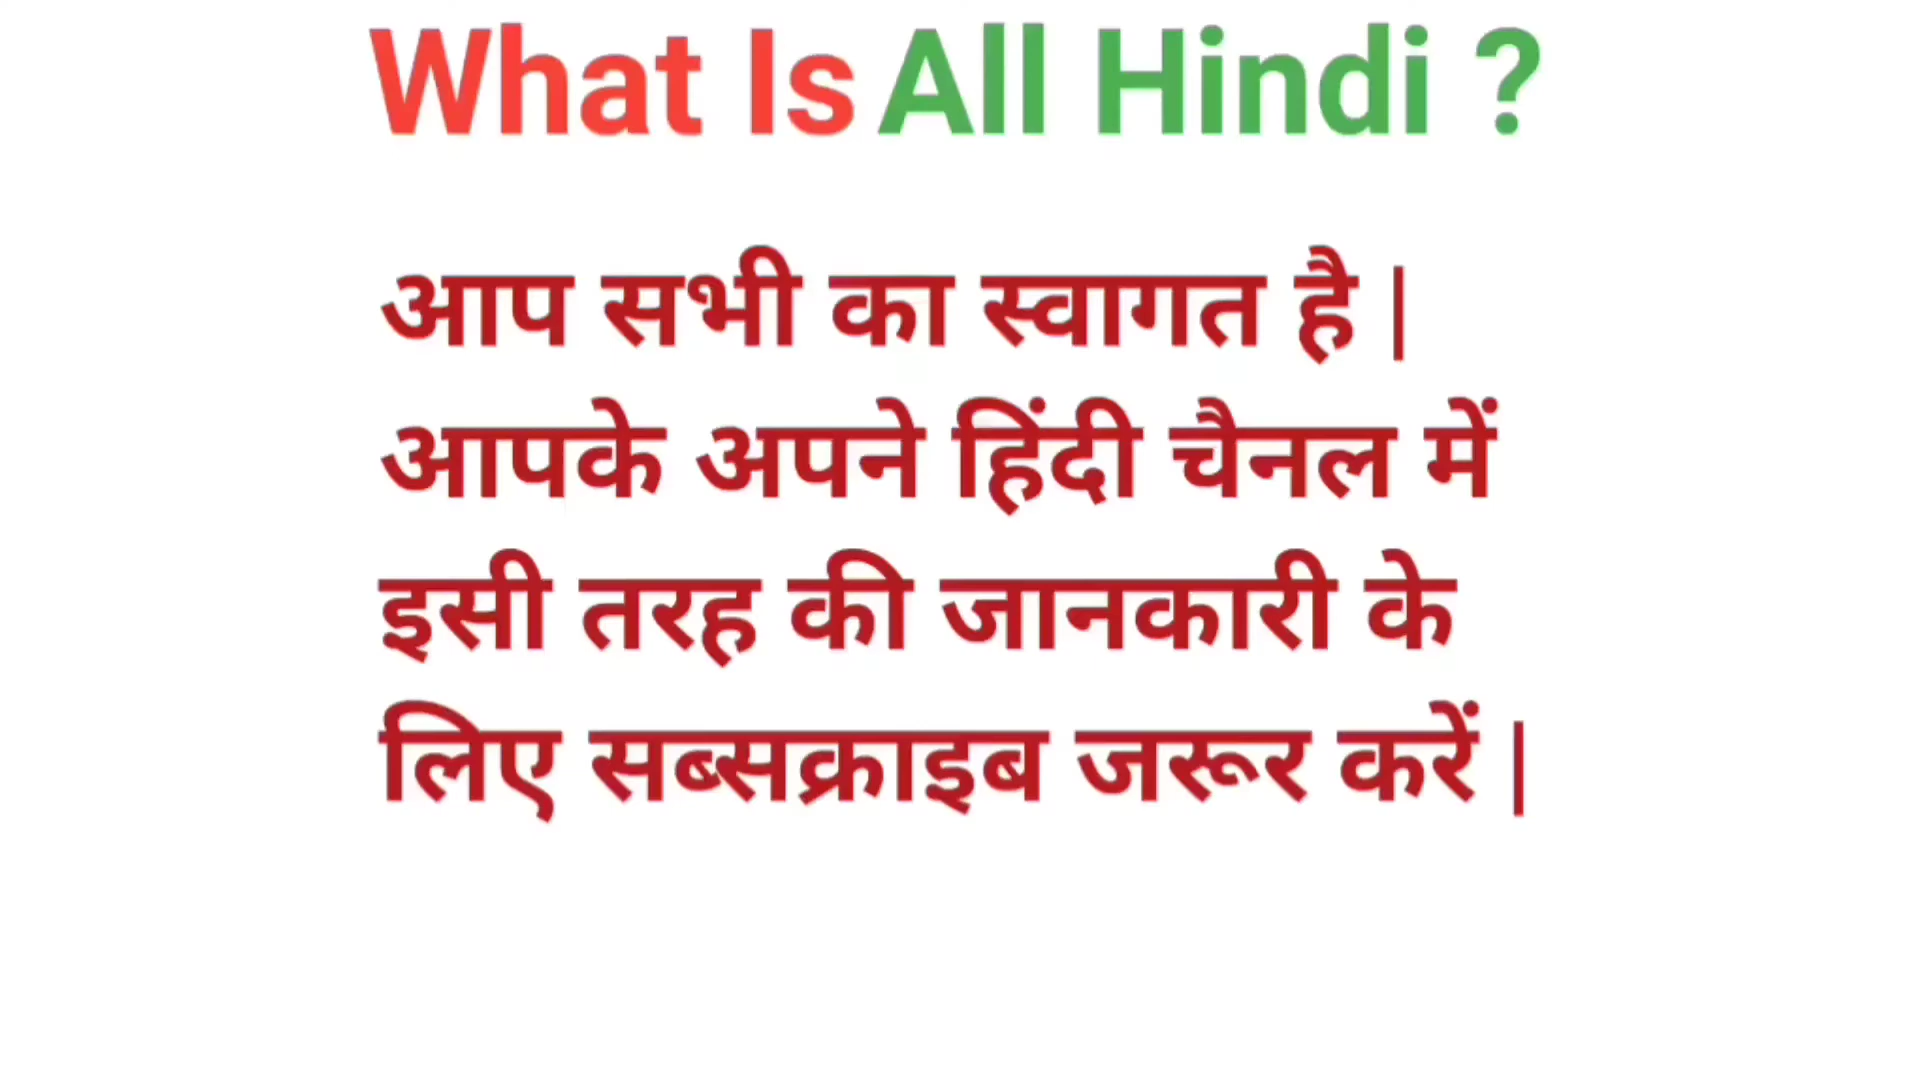 What Is All Hindi ?
आप सभी का स्वागत है |
आपके अपने हिंदी चैनल में
इसी तरह की जानकारी के
लिए सब्सक्राइब जरूर करें |